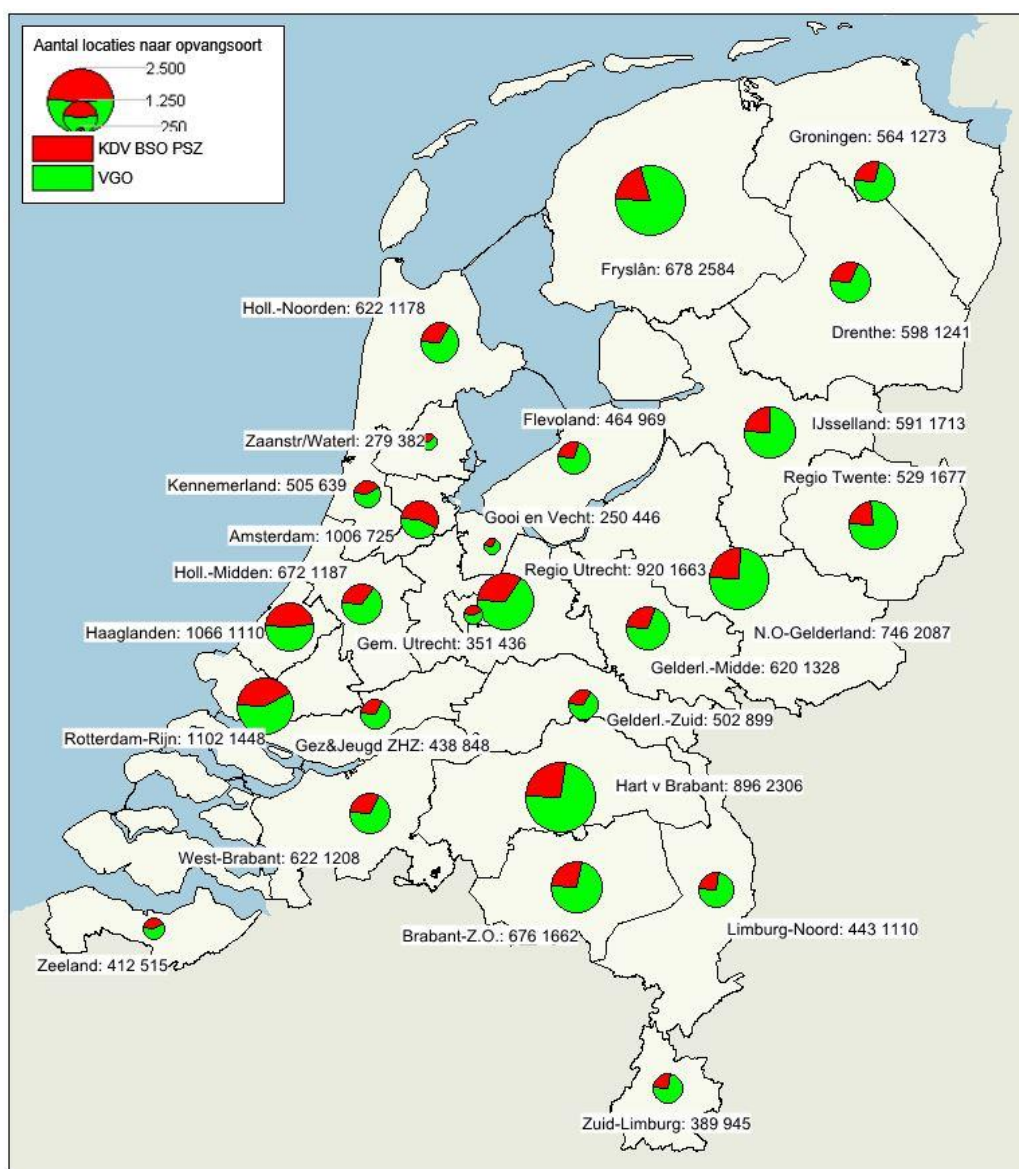 Aantal locaties naar opvangsoort
2.500
1.250
250
KDV BSO PSZ
VGO
Groningen: 564 1273
Fryslân: 678 2584
Holl.-Noorden: 622 1178
Drenthe: 598 1241
Flevoland: 464 969
IJsselland: 591 1713
Zaanstr/Waterl: 279 382
Regio Twente: 529 1677
Kennemerland: 505 639
Gooi en Vecht: 250 446
Amsterdam: 1006 725
Holl.-Midden: 672 1187
Regio Utrecht: 920 1663
Haaglanden: 1066 1110
N.O-Gelderland: 746 2087
Gem. Utrecht: 351 436
Gelderl.-Midde: 620 1328
Gelderl.-Zuid: 502 899
Rotterdam-Rijn: 1102 1448
Gez&Jeugd ZHZ: 438 848
Hart v Brabant: 896 2306
West-Brabant: 622 1208
Limburg-Noord: 443 1110
Brabant-Z.O.: 676 1662
Zeeland: 412 515
Zuid-Limburg: 389 945